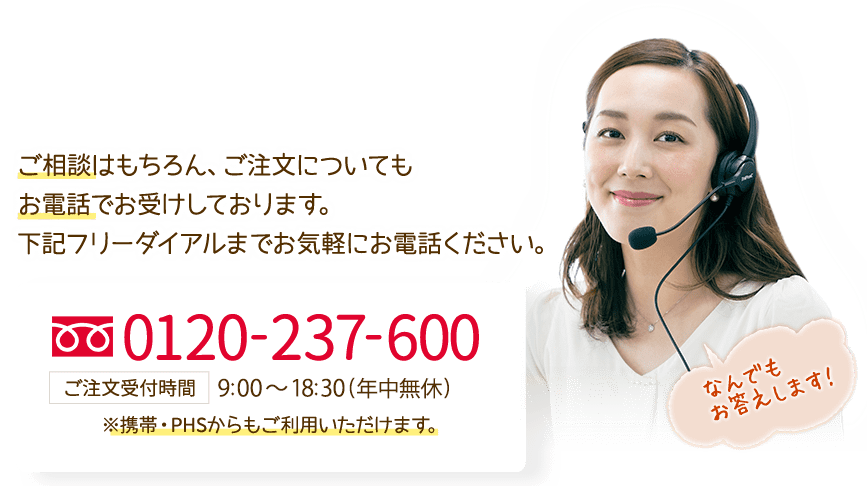 ご相談はもちろん、ご注文についても
お電話でお受けしております。
下記フリーダイアルまでお気軽にお電話ください。
0120-237-600
ご注文受付時間 9:00～18:30(年中無休)
※携帯・PHSからもご利用いただけます。
なんでも
お答えします!